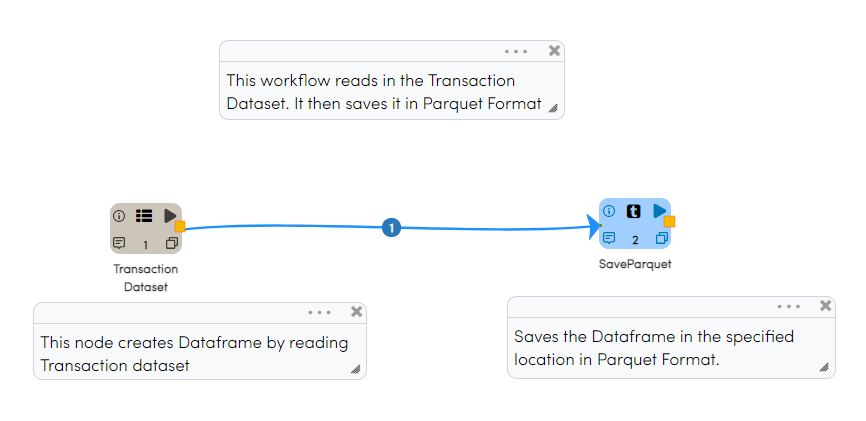 This workflow reads in the Transaction
Dataset. It then saves it in Parquet Format
1
1
2
t
Transaction
Dataset
SaveParquet
This node creates Dataframe by reading
Transaction dataset
Saves the Dataframe in the specified
location in Parquet Format.